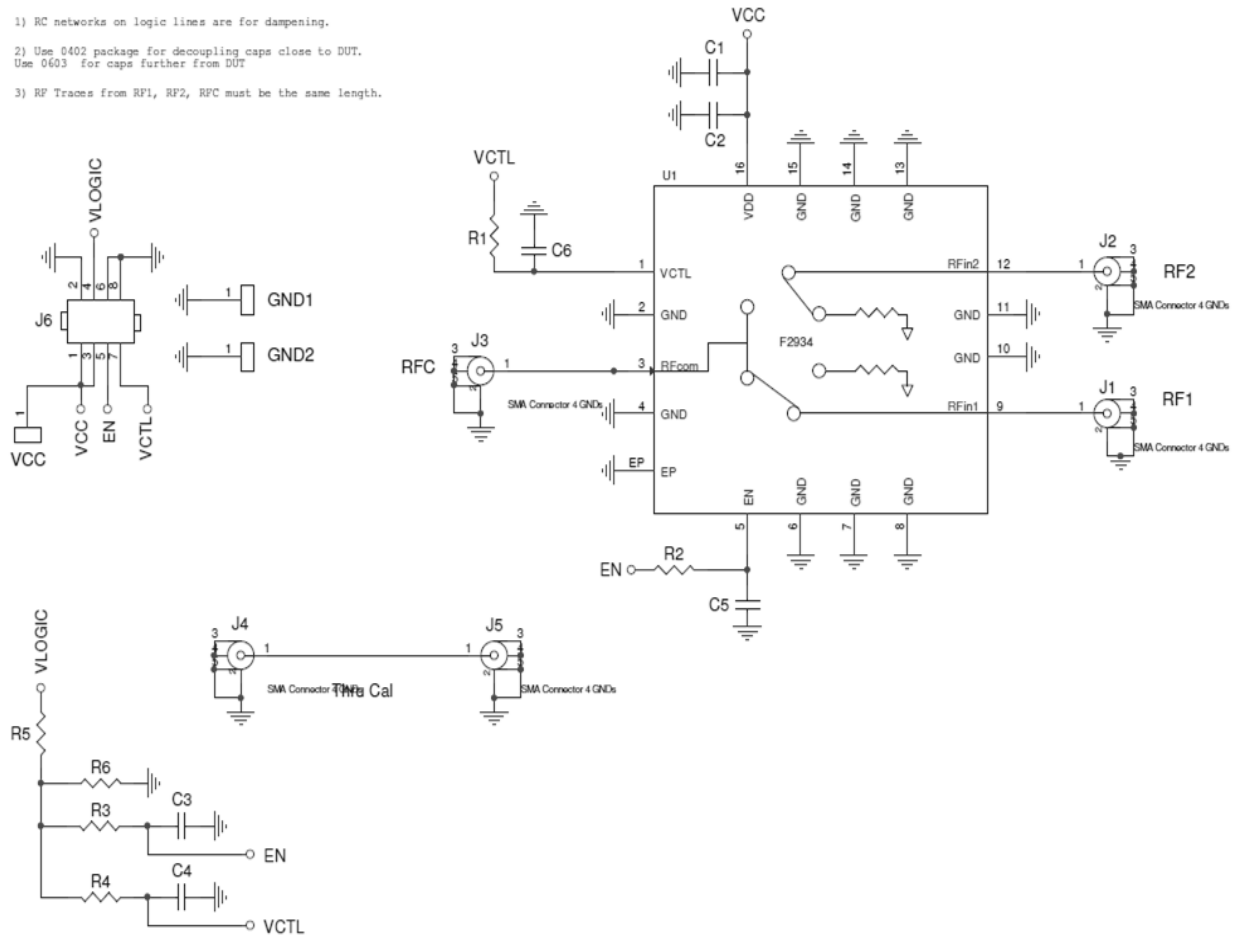 1) RC networks on logic lines are for dampening.
2) Use 0402 package for decoupling caps close to DUT.
Use 0603 for caps further from DUT
3) RF Traces from RF1, RF2, RFC must be the same length.
VCC
C1
C2
16
15
14
13
U1
VDD
GND
GND
GND
VCTL
R1
C6
1
VCTL
2
GND
RFC
J3
3
2
1
SMA Connector 4 GNDs
3
RFcom
4
GND
EP
EP
F2934
RFin2
12
1
J2
3
2
RF2
SMA Connector 4 GNDs
GND
11
GND
10
RFin1
9
1
J1
3
2
RF1
SMA Connector 4 GNDs
EN
GND
GND
GND
5
6
7
8
EN
R2
C5
VLOGIC
2
4
6
8
J6
1
3
5
7
1
VCC
VCC
EN
VCTL
1
GND1
1
GND2
J4
3
2
1
SMA Connector 4 GNDs
Thru Cal
1
J5
3
2
SMA Connector 4 GNDs
VLOGIC
R5
R6
R3
C3
EN
R4
C4
VCTL